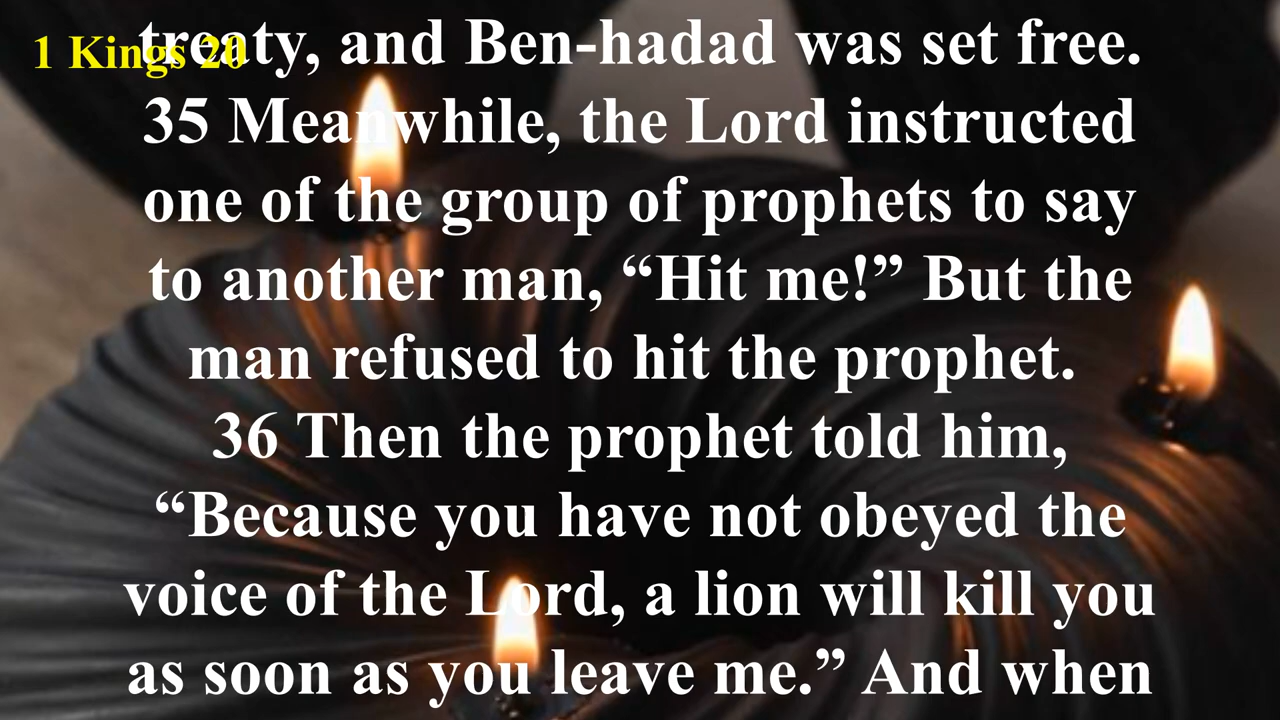 1 Kings 20
treaty, and Ben-hadad was set free.
35 Meanwhile, the Lord instructed
one of the group of prophets to say
to another man, “Hit me!” But the
man refused to hit the prophet.
36 Then the prophet told him,
“Because you have not obeyed the
voice of the Lord, a lion will kill you
as soon as you leave me.” And when